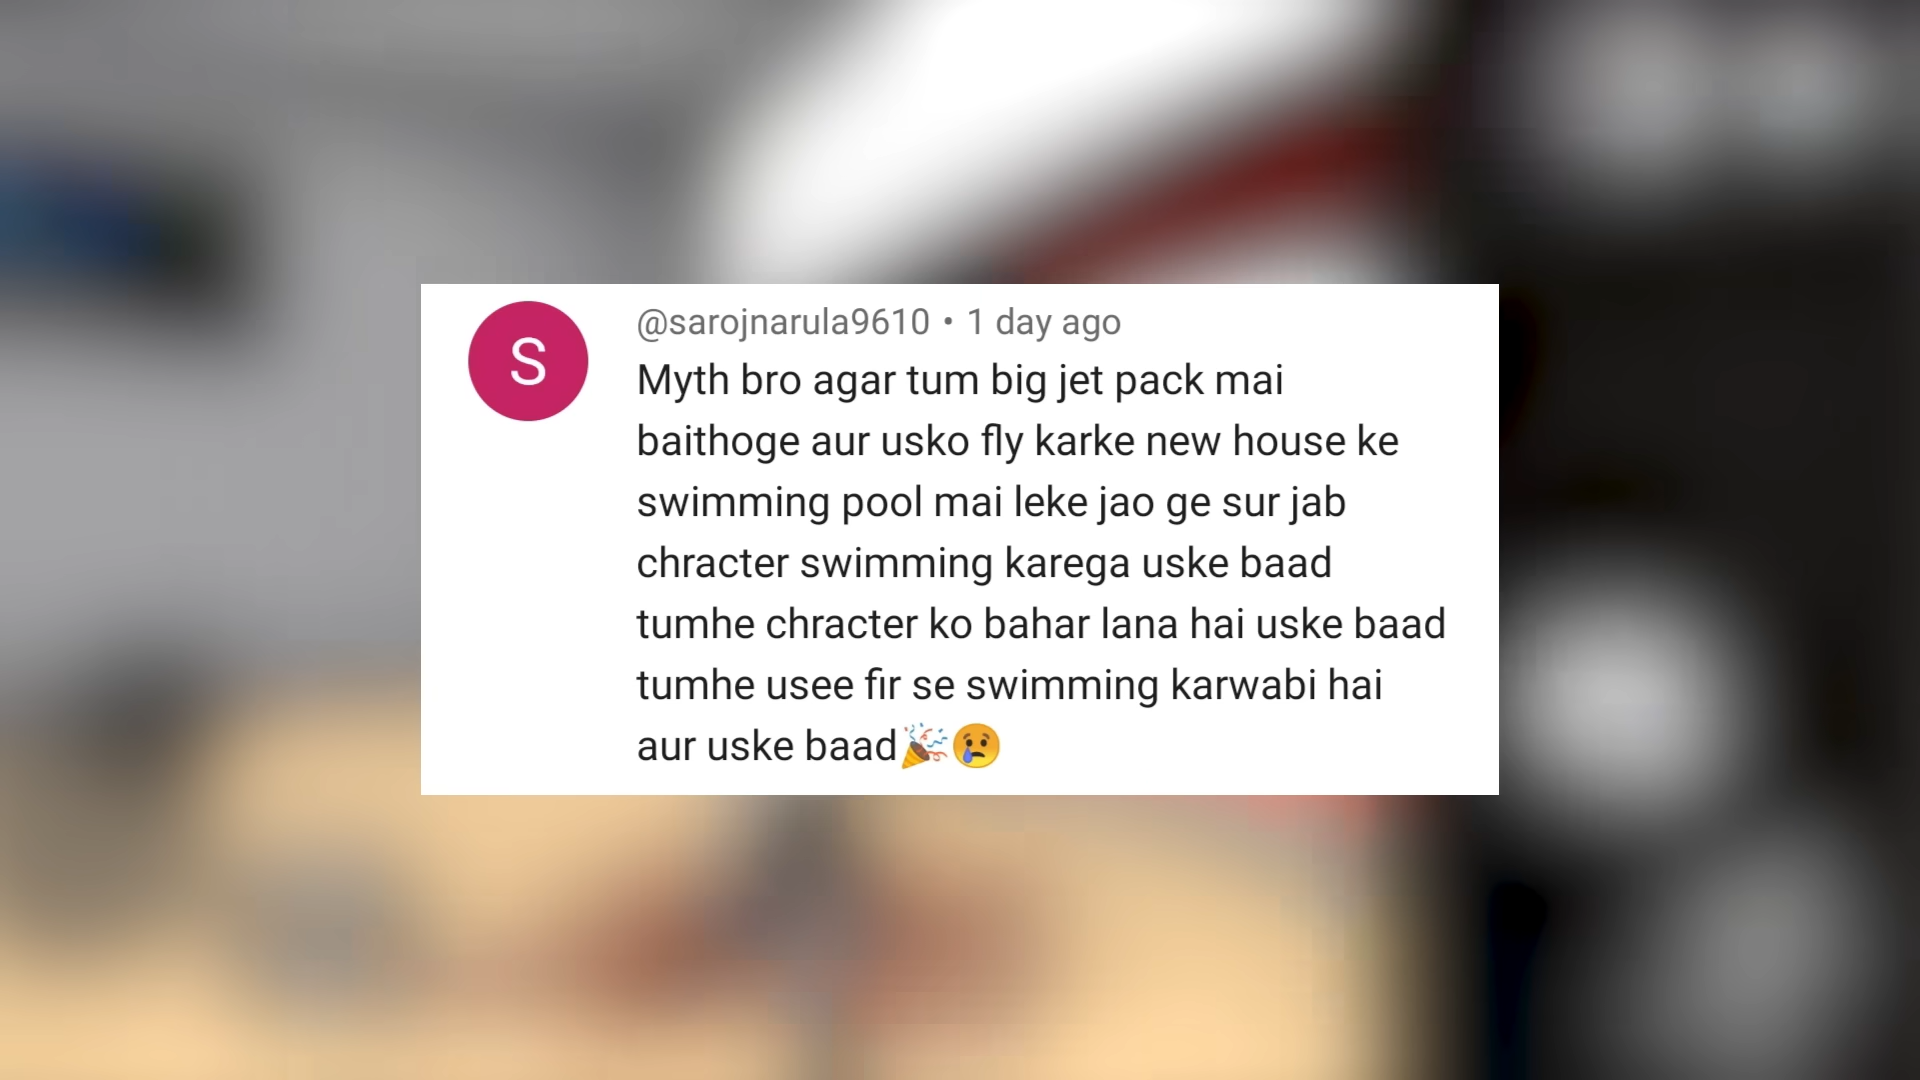 S
@sarojnarula9610 • 1 day ago
Myth bro agar tum big jet pack mai
baithoge aur usko fly karke new house ke
swimming pool mai leke jao ge sur jab
chracter swimming karega uske baad
tumhe chracter ko bahar lana hai uske baad
tumhe usee fir se swimming karwabi hai
aur uske baad🎉😢